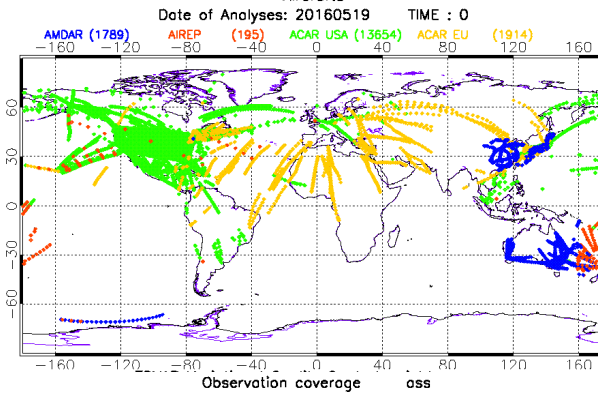 Date of Analyses: 20160519 TIME : 0
AMDAR (1789) AIREP (195) ACAR USA (13654) ACAR EU (1914)
-160 -120 -80 -40 0 40 80 120 160
60
30
0
-30
-60
-160 -120 -80 -40 0 40 80 120 160
Observation coverage ass